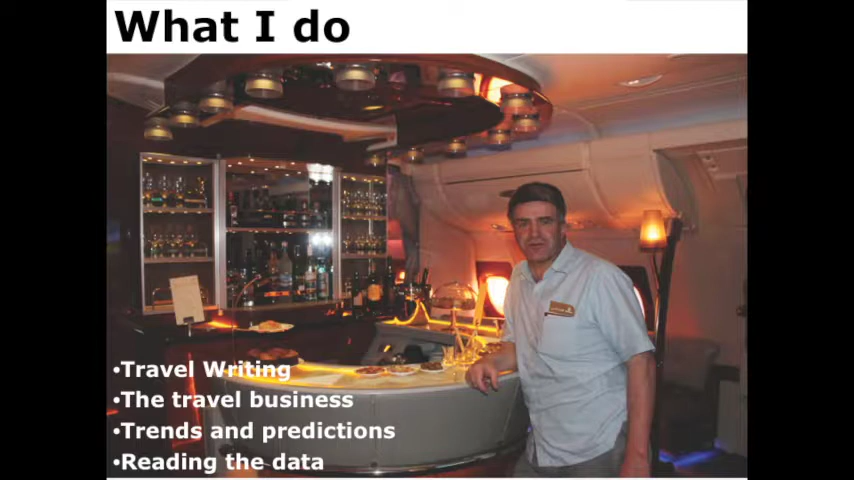 What I do
•Travel Writing
•The travel business
•Trends and predictions
•Reading the data